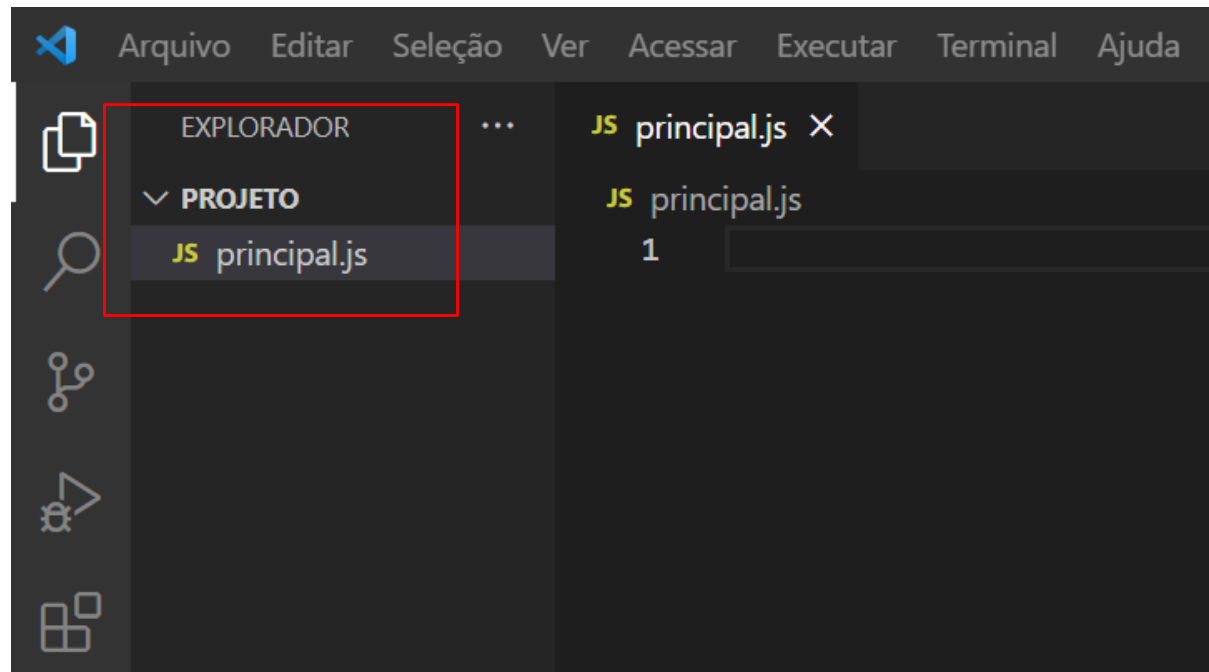 Arquivo Editar Seleção Ver Acessar Executar Terminal Ajuda
EXPLORADOR ...
PROJETO
JS principal.js
JS principal.js ×
JS principal.js
1